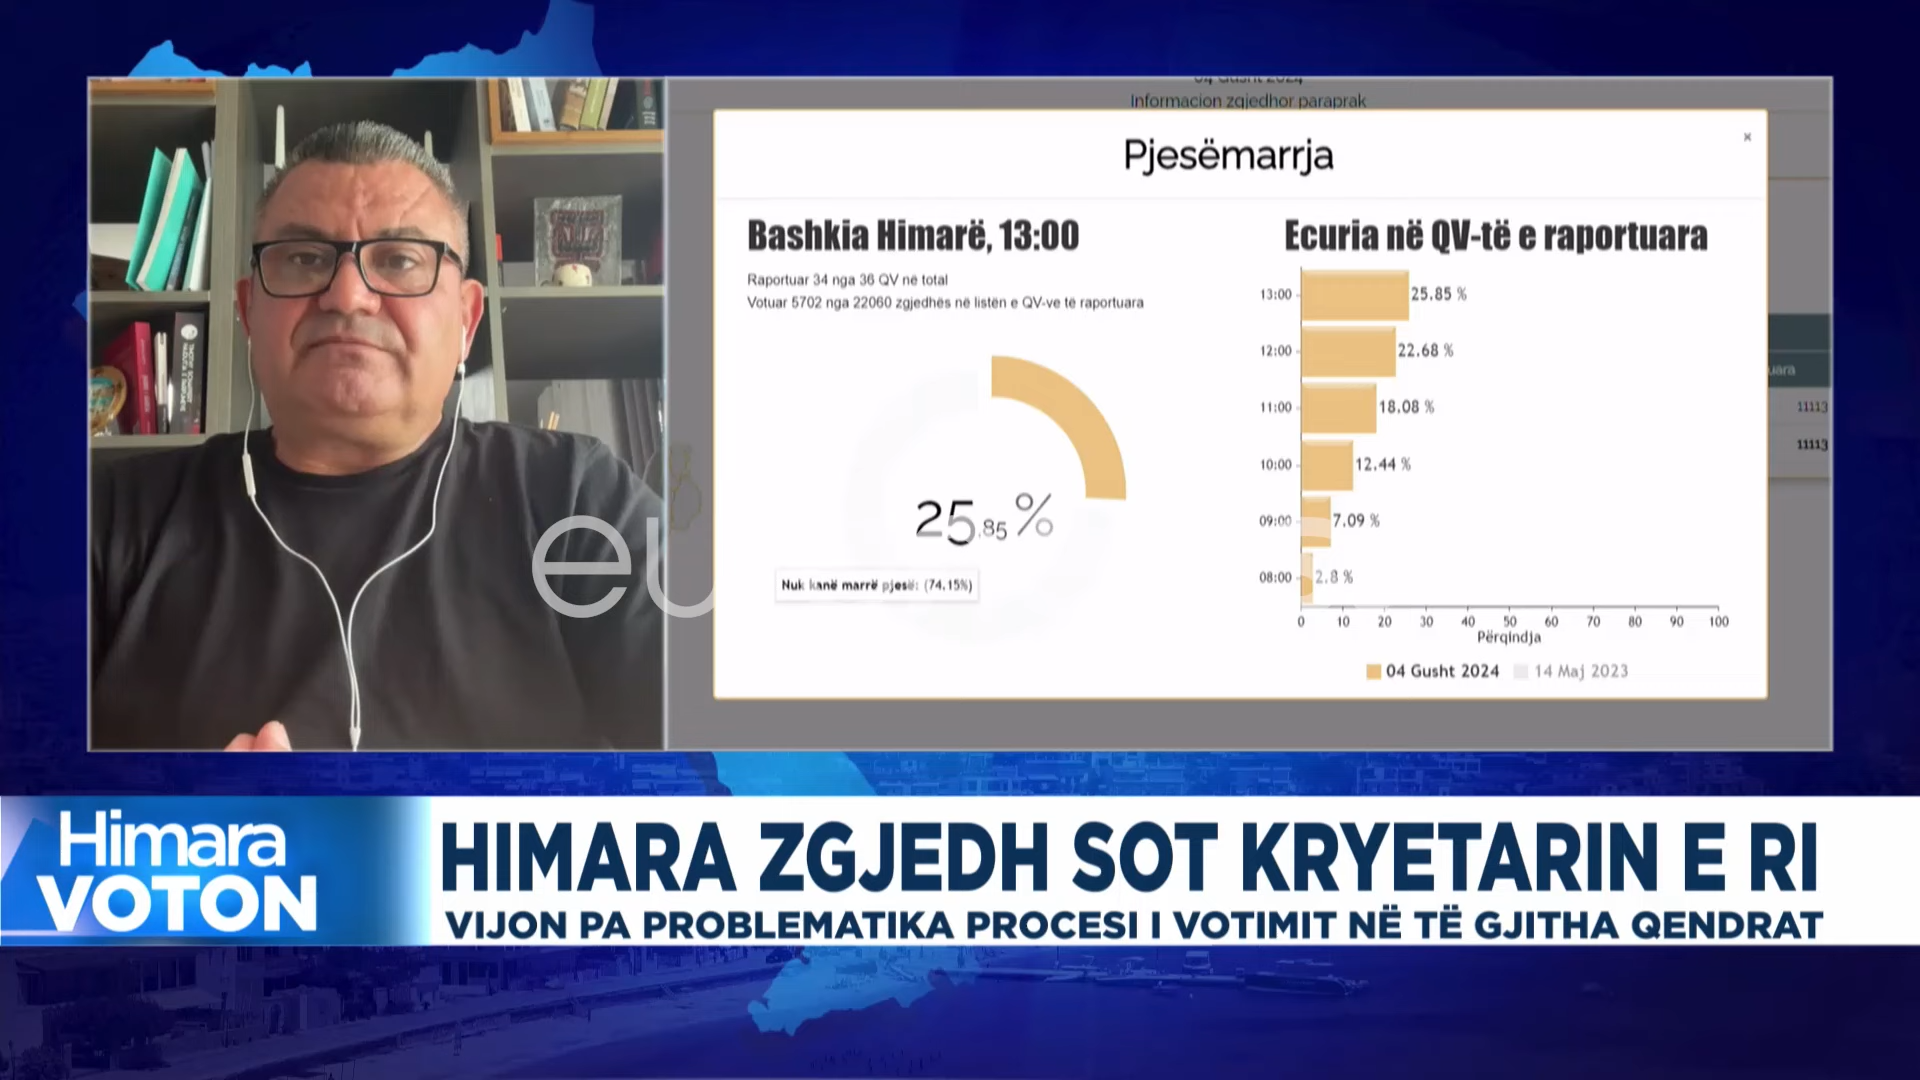 04 Gusht 2024
Informacion zgjedhor paraprak
Pjesëmarrja
×
Bashkia Himarë, 13:00
Raportuar 34 nga 36 QV në total
Votuar 5702 nga 22060 zgjedhës në listën e QV-ve të raportuara
25.85 %
Nuk kanë marrë pjesë: (74.15%)
Ecuria në QV-të e raportuara
13:00 25.85 %
12:00 22.68 %
11:00 18.08 %
10:00 12.44 %
09:00 7.09 %
08:00 2.8 %
0 10 20 30 40 50 60 70 80 90 100
Përqindja
04 Gusht 2024 14 Maj 2023
uara
11113
11113
eu
Himara
VOTON
HIMARA ZGJEDH SOT KRYETARIN E RI
VIJON PA PROBLEMATIKA PROCESI I VOTIMIT NË TË GJITHA QENDRAT